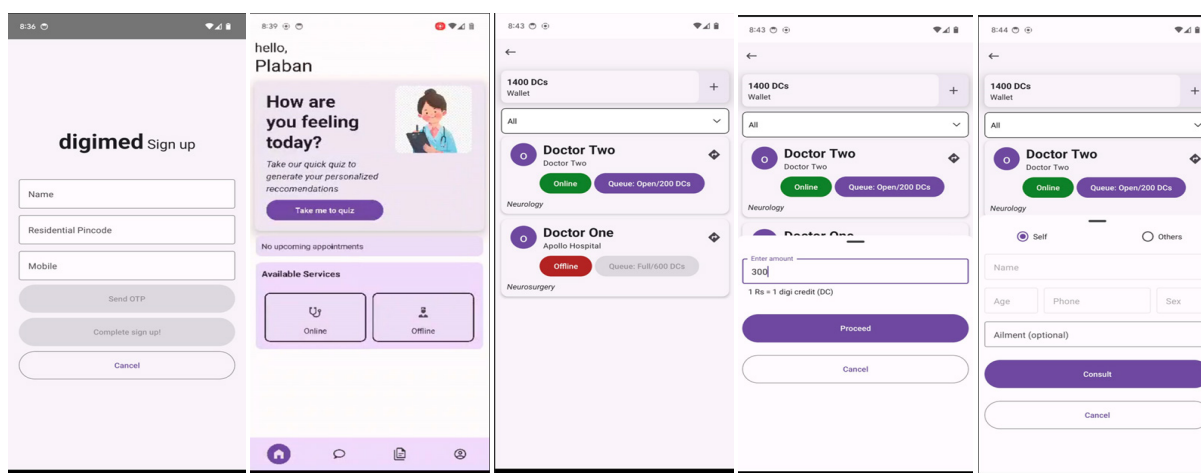 8:36
digimed Sign up
Name
Residential Pincode
Mobile
Send OTP
Complete sign up!
Cancel
8:39
hello,
Plaban
How are
you feeling
today?
Take our quick quiz to
generate your personalized
reccomendations
Take me to quiz
No upcoming appointments
Available Services
Online
Offline
8:43
1400 DCs
Wallet
All
O
Doctor Two
Doctor Two
Online
Queue: Open/200 DCs
Neurology
O
Doctor One
Apollo Hospital
Offline
Queue: Full/600 DCs
Neurosurgery
8:43
1400 DCs
Wallet
All
O
Doctor Two
Doctor Two
Online
Queue: Open/200 DCs
Neurology
Doctor One
Enter amount
300
1 Rs = 1 digi credit (DC)
Proceed
Cancel
8:44
1400 DCs
Wallet
All
O
Doctor Two
Doctor Two
Online
Queue: Open/200 DCs
Neurology
Self
Others
Name
Age
Phone
Sex
Ailment (optional)
Consult
Cancel